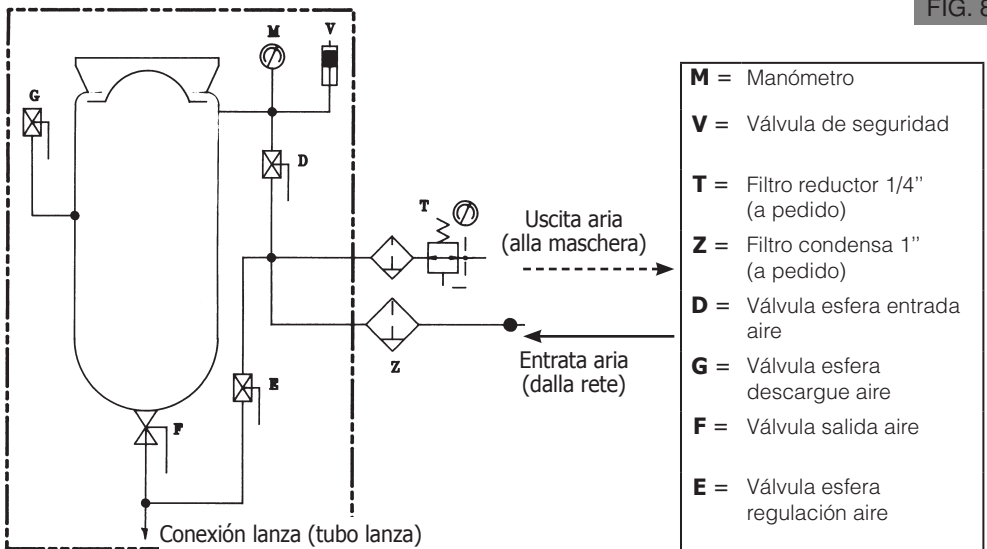 FIG. 8
M
V
G
D
T
Uscita aria
(alla maschera)
Z
Entrata aria
(dalla rete)
E
F
Conexión lanza (tubo lanza)
M = Manómetro
V = Válvula de seguridad
T = Filtro reductor 1/4’’
(a pedido)
Z = Filtro condensa 1’’
(a pedido)
D = Válvula esfera entrada
aire
G = Válvula esfera
descargue aire
F = Válvula salida aire
E = Válvula esfera
regulación aire